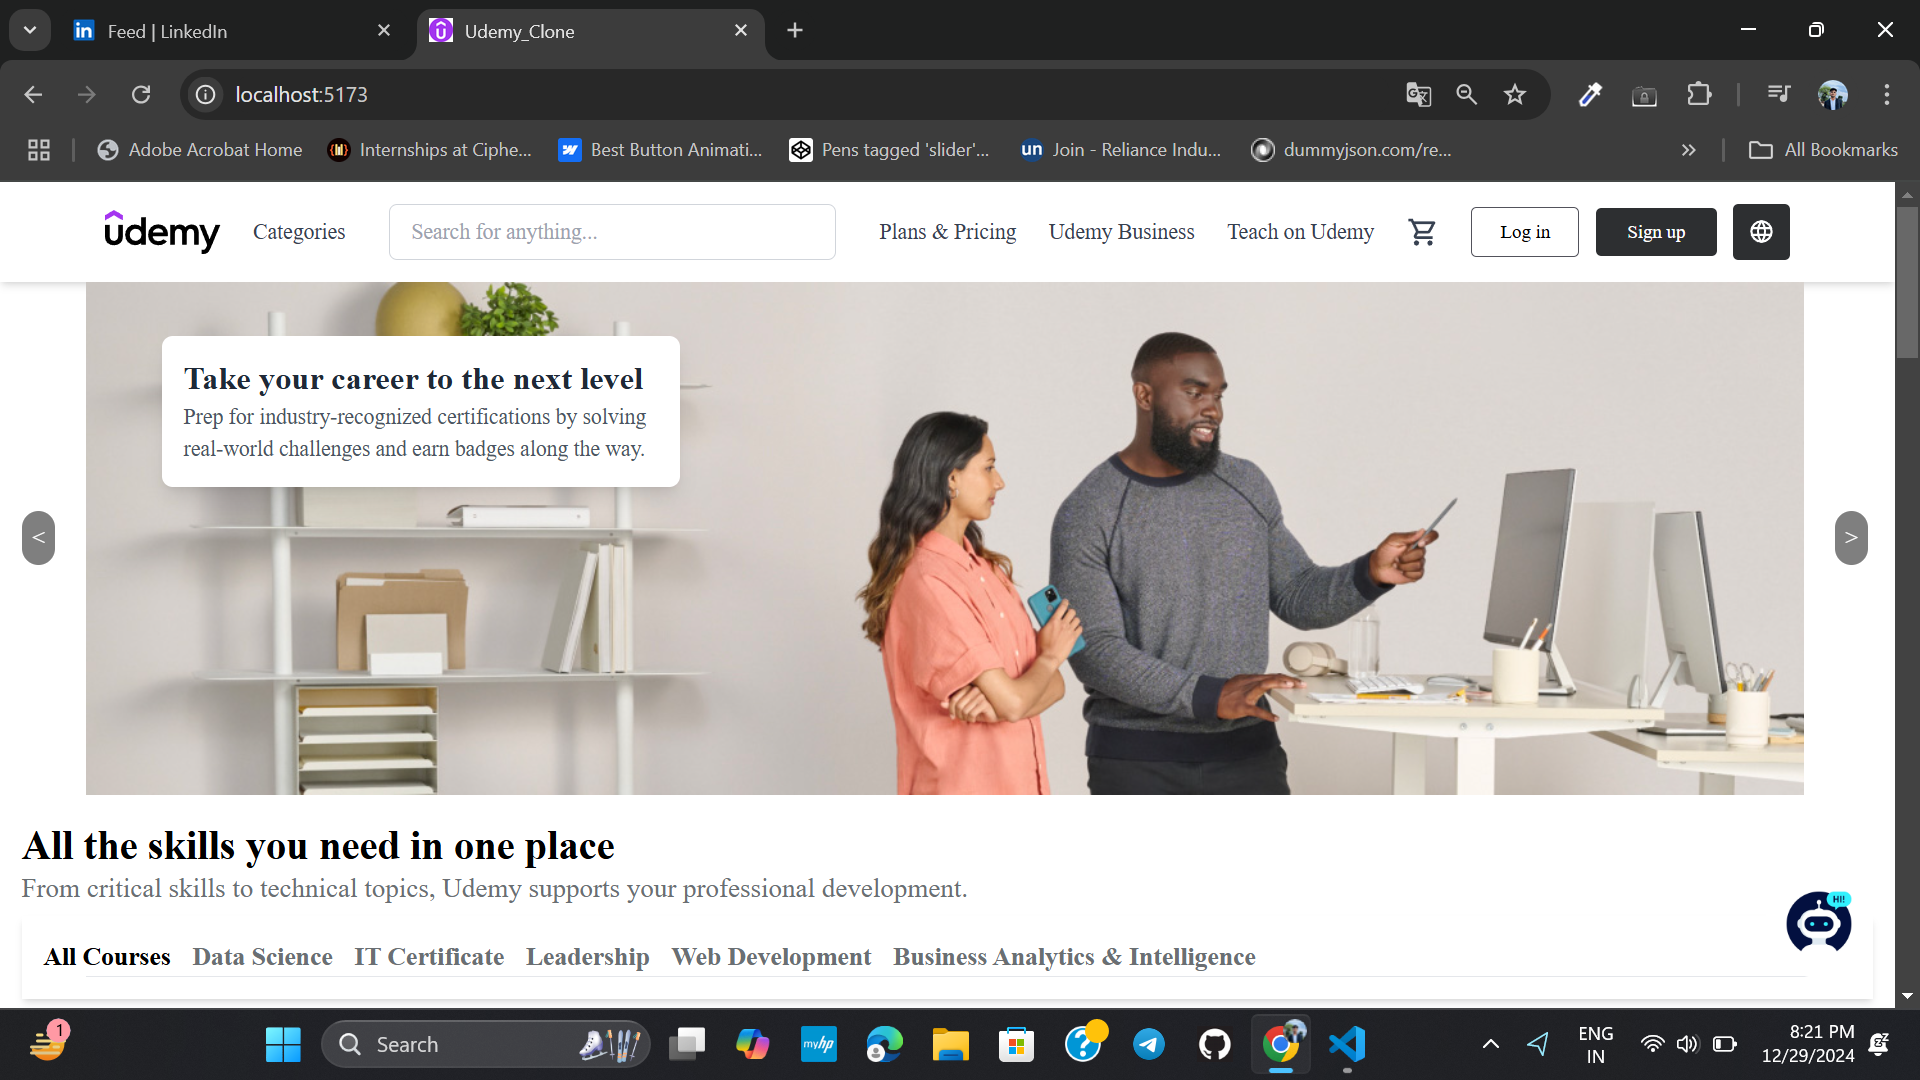 Feed | LinkedIn
Udemy_Clone
localhost:5173
Adobe Acrobat Home
Internships at Ciphe...
Best Button Animati...
Pens tagged 'slider'...
un
Join - Reliance Indu...
dummyjson.com/re...
All Bookmarks
udemy
Categories
Search for anything...
Plans & Pricing
Udemy Business
Teach on Udemy
Log in
Sign up
Take your career to the next level
Prep for industry-recognized certifications by solving
real-world challenges and earn badges along the way.
<
>
All the skills you need in one place
From critical skills to technical topics, Udemy supports your professional development.
HI!
All Courses
Data Science
IT Certificate
Leadership
Web Development
Business Analytics & Intelligence
1
Search
myhp
ENG
IN
8:21 PM
12/29/2024